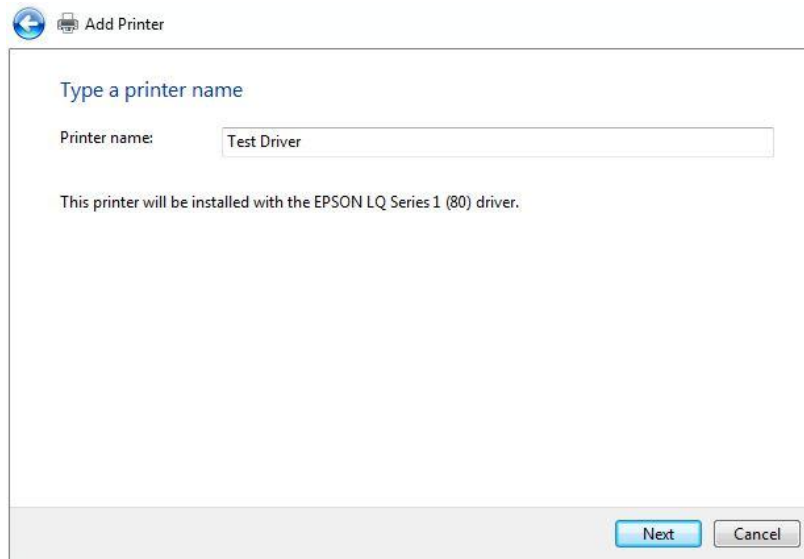 Add Printer
Type a printer name
Printer name: Test Driver
This printer will be installed with the EPSON LQ Series 1 (80) driver.
Next Cancel